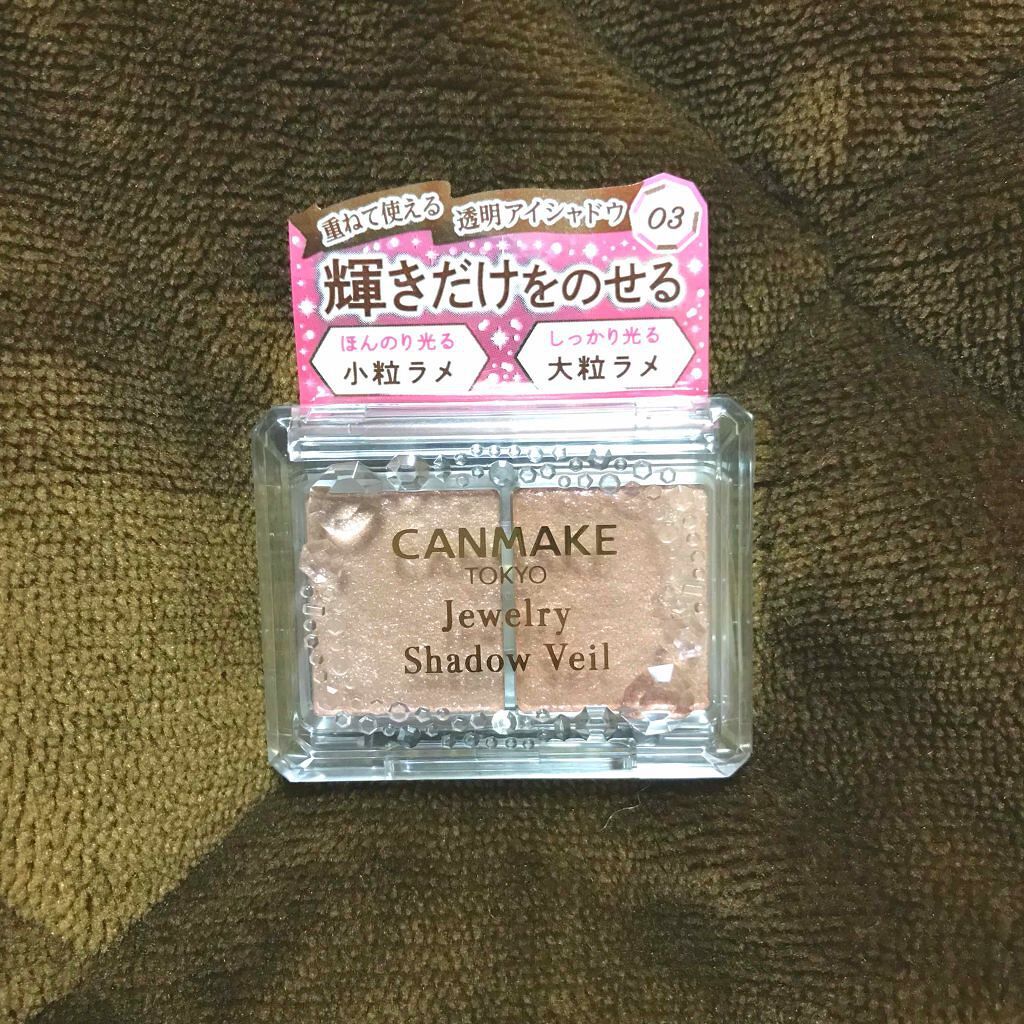 重ねて使える
透明アイシャドウ
03
輝きだけをのせる
ほんのり光る
小粒ラメ
しっかり光る
大粒ラメ
CANMAKE
TOKYO
Jewelry
Shadow Veil